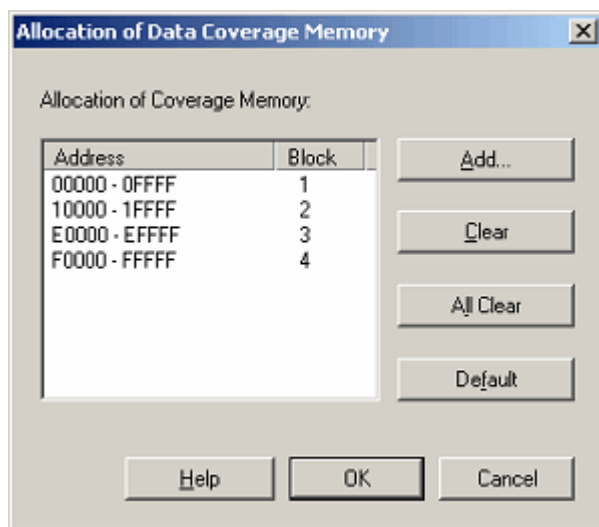 Allocation of Data Coverage Memory
Allocation of Coverage Memory:
Address Block
00000 - 0FFFF 1
10000 - 1FFFF 2
E0000 - EFFFF 3
F0000 - FFFFF 4
Add...
Clear
All Clear
Default
Help OK Cancel